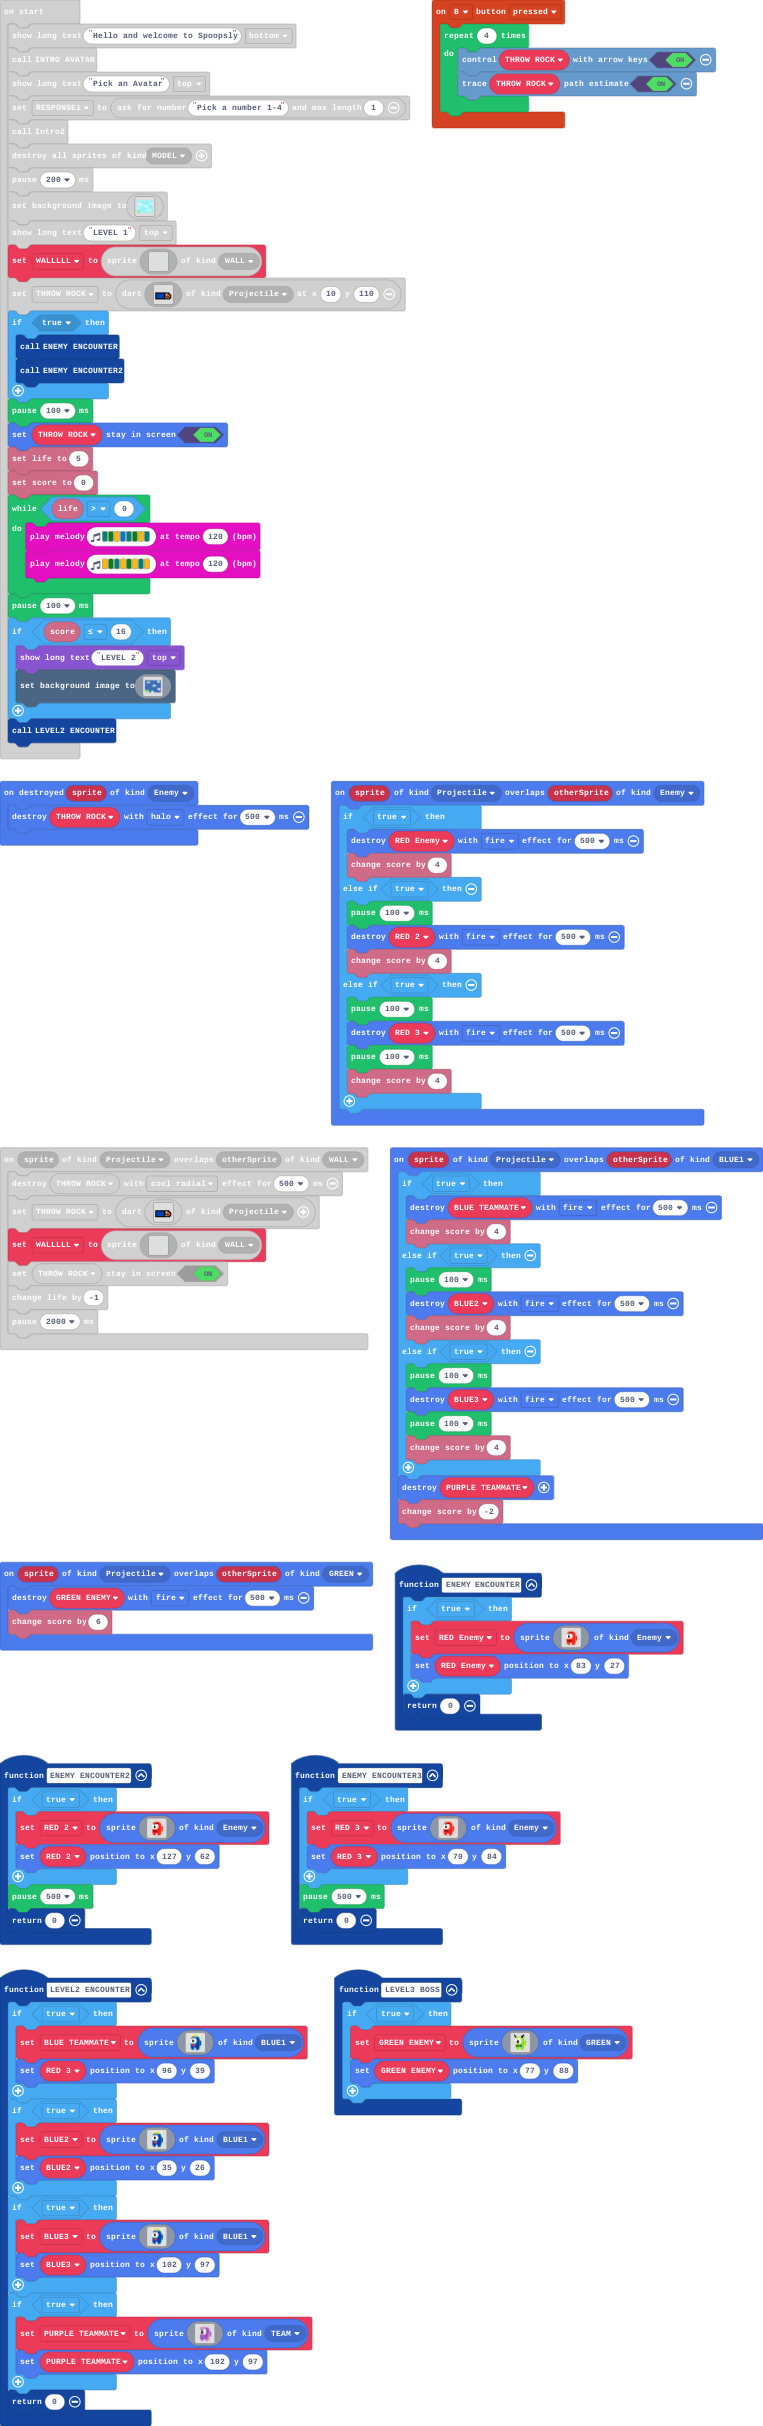 on start
show long text "Hello and welcome to Spoopsly" bottom
call INTRO AVATAR
show long text "Pick an Avatar" top
set RESPONSE1 to ask for number "Pick a number 1-4" and max length 1
call Intro2
destroy all sprites of kind MODEL
pause 200 ms
set background image to
show long text "LEVEL 1" top
set WALLLLL to sprite of kind WALL
set THROW ROCK to dart of kind Projectile at x 10 y 110
if true then
call ENEMY ENCOUNTER
call ENEMY ENCOUNTER2
pause 100 ms
set THROW ROCK stay in screen ON
set life to 5
set score to 0
while life > 0
do
play melody at tempo 120 (bpm)
play melody at tempo 120 (bpm)
pause 100 ms
if score ≤ 16 then
show long text "LEVEL 2" top
set background image to
call LEVEL2 ENCOUNTER
on B button pressed
repeat 4 times
do
control THROW ROCK with arrow keys ON
trace THROW ROCK path estimate ON
on destroyed sprite of kind Enemy
destroy THROW ROCK with halo effect for 500 ms
on sprite of kind Projectile overlaps otherSprite of kind Enemy
if true then
destroy RED Enemy with fire effect for 500 ms
change score by 4
else if true then
pause 100 ms
destroy RED 2 with fire effect for 500 ms
change score by 4
else if true then
pause 100 ms
destroy RED 3 with fire effect for 500 ms
pause 100 ms
change score by 4
on sprite of kind Projectile overlaps otherSprite of kind WALL
destroy THROW ROCK with cool radial effect for 500 ms
set THROW ROCK to dart of kind Projectile
set WALLLLL to sprite of kind WALL
set THROW ROCK stay in screen ON
change life by -1
pause 2000 ms
on sprite of kind Projectile overlaps otherSprite of kind BLUE1
if true then
destroy BLUE TEAMMATE with fire effect for 500 ms
change score by 4
else if true then
pause 100 ms
destroy BLUE2 with fire effect for 500 ms
change score by 4
else if true then
pause 100 ms
destroy BLUE3 with fire effect for 500 ms
pause 100 ms
change score by 4
destroy PURPLE TEAMMATE
change score by -2
on sprite of kind Projectile overlaps otherSprite of kind GREEN
destroy GREEN ENEMY with fire effect for 500 ms
change score by 6
function ENEMY ENCOUNTER
if true then
set RED Enemy to sprite of kind Enemy
set RED Enemy position to x 83 y 27
return 0
function ENEMY ENCOUNTER2
if true then
set RED 2 to sprite of kind Enemy
set RED 2 position to x 127 y 62
pause 500 ms
return 0
function ENEMY ENCOUNTER3
if true then
set RED 3 to sprite of kind Enemy
set RED 3 position to x 70 y 84
pause 500 ms
return 0
function LEVEL2 ENCOUNTER
if true then
set BLUE TEAMMATE to sprite of kind BLUE1
set RED 3 position to x 96 y 39
if true then
set BLUE2 to sprite of kind BLUE1
set BLUE2 position to x 35 y 26
if true then
set BLUE3 to sprite of kind BLUE1
set BLUE3 position to x 102 y 97
if true then
set PURPLE TEAMMATE to sprite of kind TEAM
set PURPLE TEAMMATE position to x 102 y 97
return 0
function LEVEL3 BOSS
if true then
set GREEN ENEMY to sprite of kind GREEN
set GREEN ENEMY position to x 77 y 88